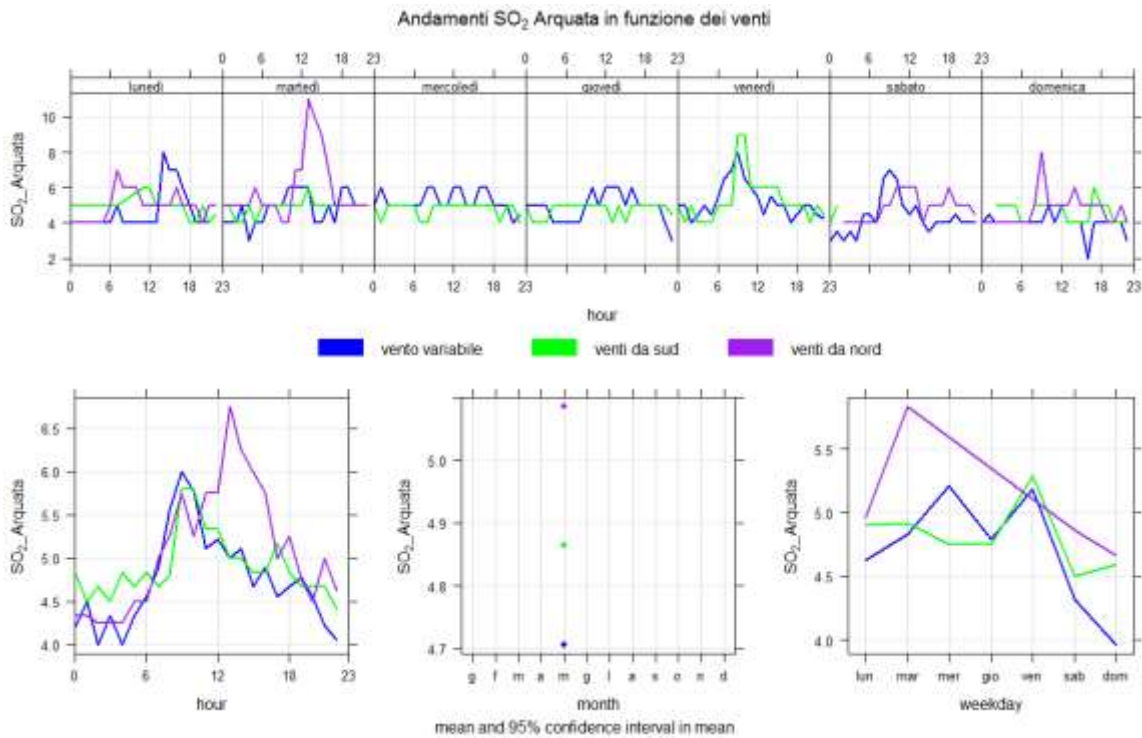 Andamenti SO2 Arquata in funzione dei venti
0 6 12 18 23 0 6 12 18 23 0 6 12 18 23
lunedì martedì mercoledì giovedì venerdì sabato domenica
SO2_Arquata
10
8
6
4
2
0 6 12 18 23 0 6 12 18 23 0 6 12 18 23 0 6 12 18 23
hour
vento variabile venti da sud venti da nord
SO2_Arquata
6.5
6.0
5.5
5.0
4.5
4.0
0 6 12 18 23
hour
SO2_Arquata
5.0
4.9
4.8
4.7
g f m a m g l a s o n d
month
mean and 95% confidence interval in mean
SO2_Arquata
5.5
5.0
4.5
4.0
lun mar mer gio ven sab dom
weekday